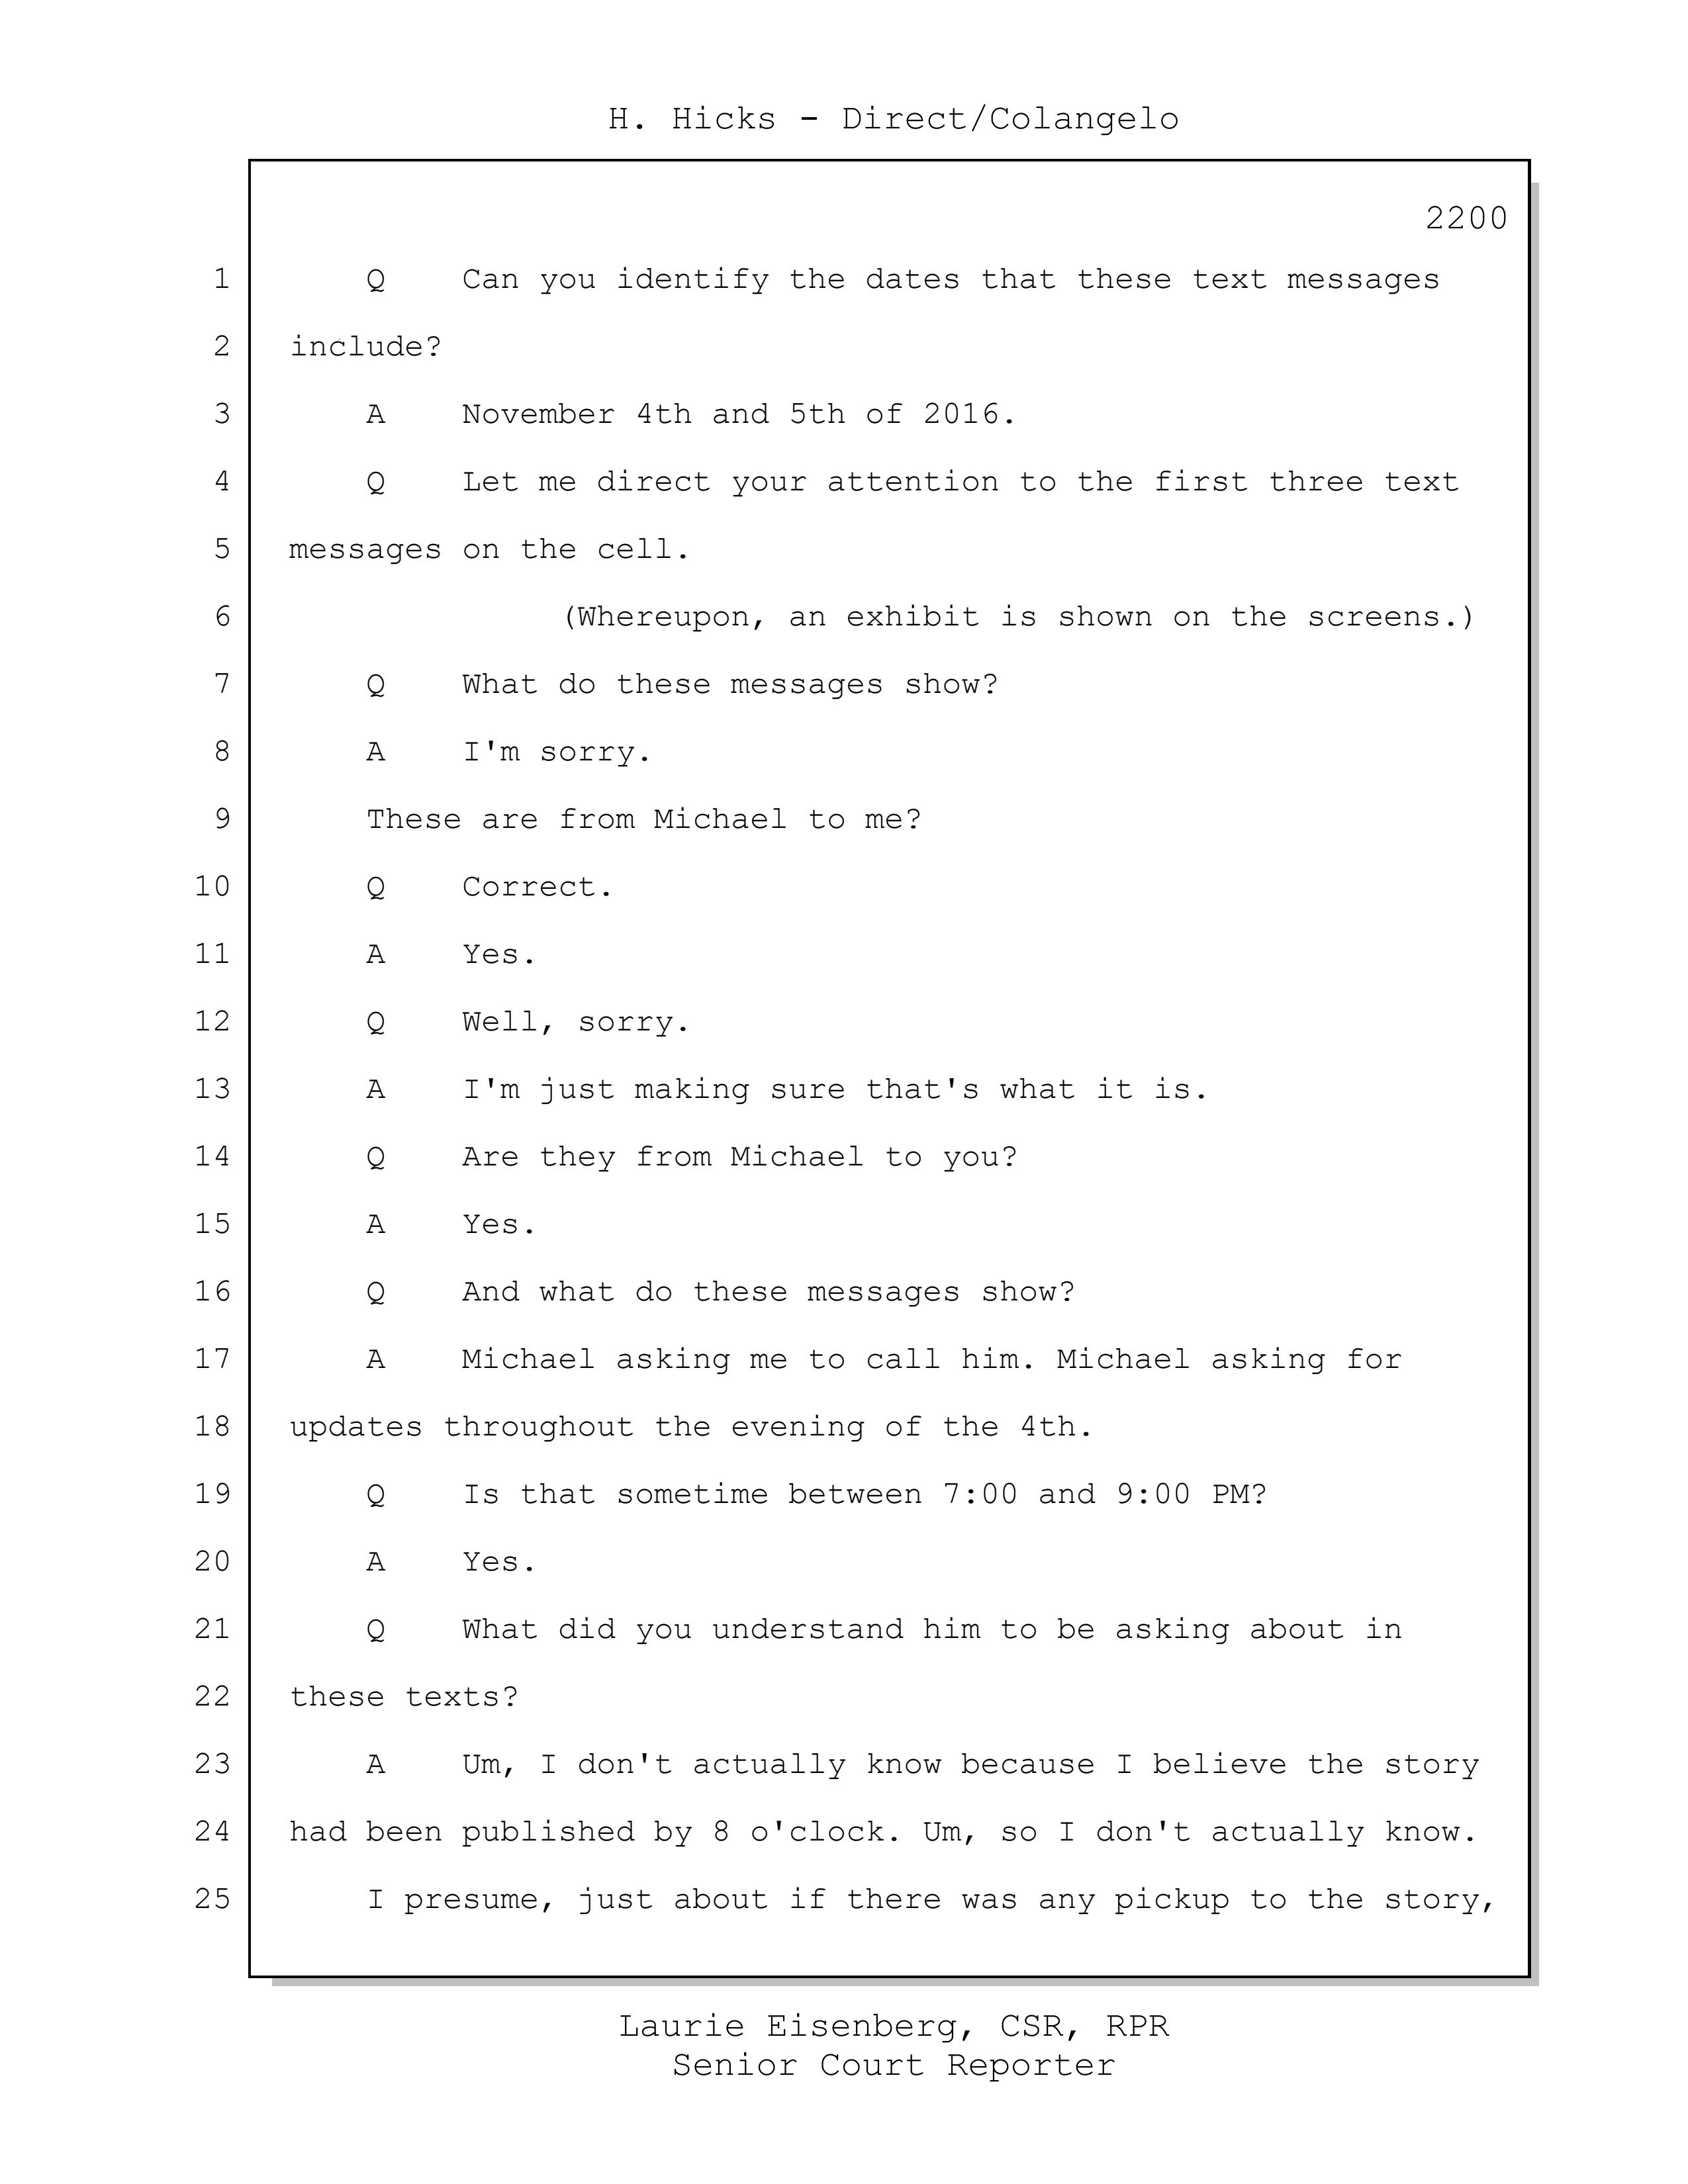 H. Hicks - Direct/Colangelo
2200
1 Q Can you identify the dates that these text messages
2 include?
3 A November 4th and 5th of 2016.
4 Q Let me direct your attention to the first three text
5 messages on the cell.
6 (Whereupon, an exhibit is shown on the screens.)
7 Q What do these messages show?
8 A I'm sorry.
9 These are from Michael to me?
10 Q Correct.
11 A Yes.
12 Q Well, sorry.
13 A I'm just making sure that's what it is.
14 Q Are they from Michael to you?
15 A Yes.
16 Q And what do these messages show?
17 A Michael asking me to call him. Michael asking for
18 updates throughout the evening of the 4th.
19 Q Is that sometime between 7:00 and 9:00 PM?
20 A Yes.
21 Q What did you understand him to be asking about in
22 these texts?
23 A Um, I don't actually know because I believe the story
24 had been published by 8 o'clock. Um, so I don't actually know.
25 I presume, just about if there was any pickup to the story,
Laurie Eisenberg, CSR, RPR
Senior Court Reporter